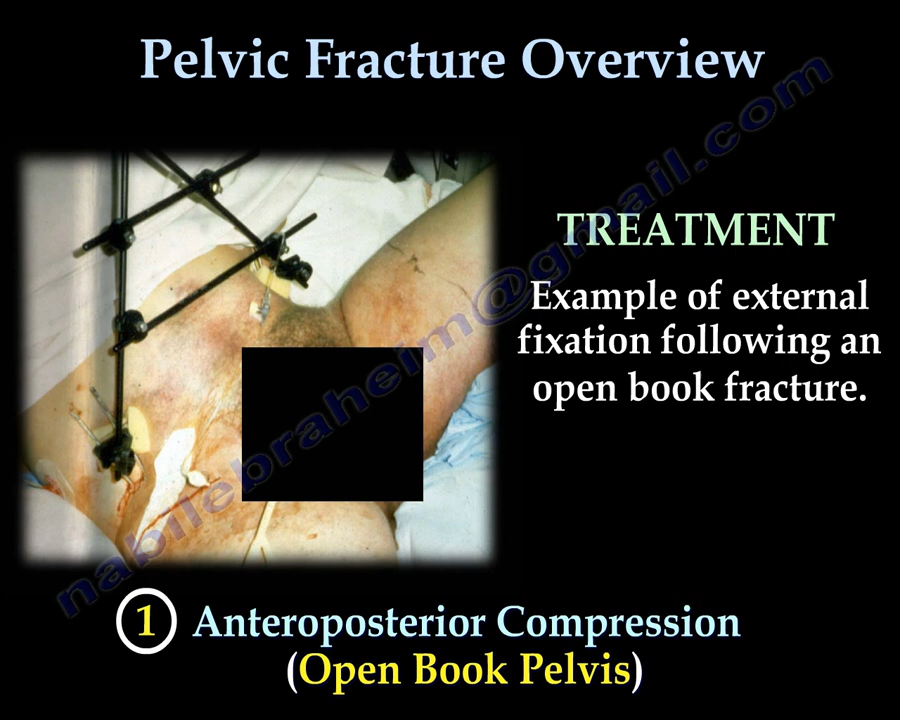 Pelvic Fracture Overview
TREATMENT
Example of external
fixation following an
open book fracture.
nabilebraheim@gmail.com
1 Anteroposterior Compression
(Open Book Pelvis)